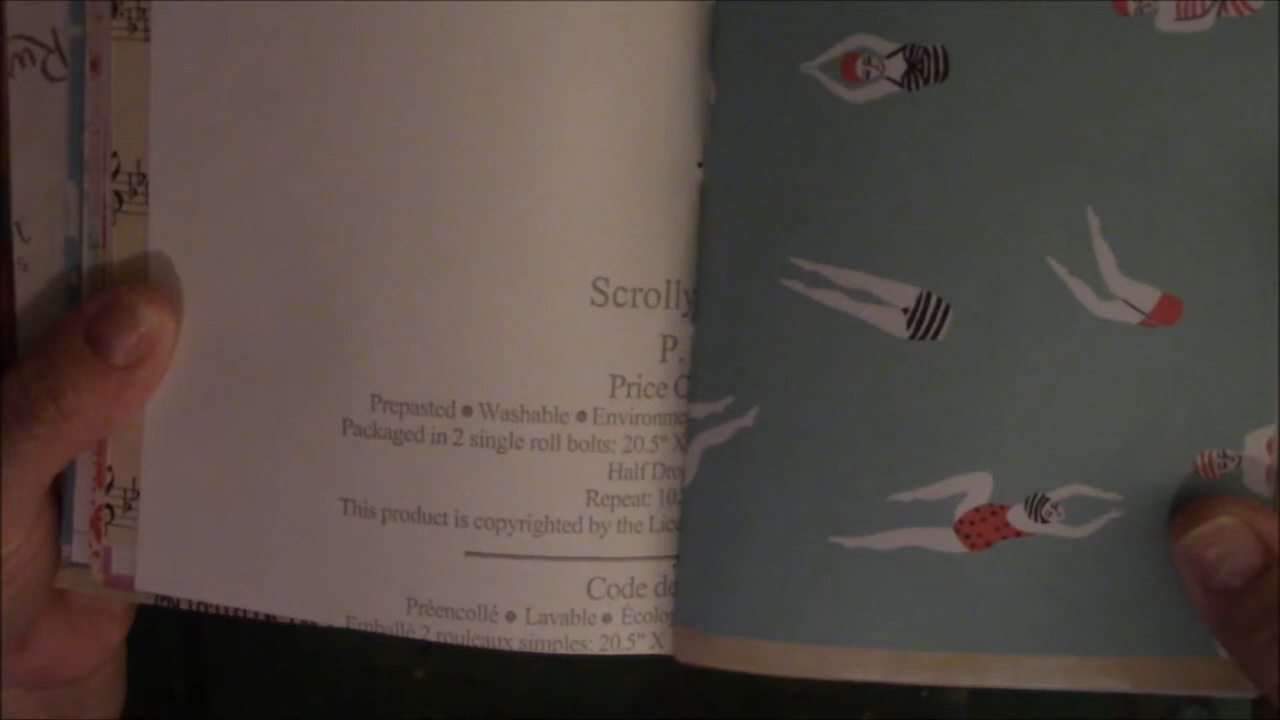 Scrolly
P.
Price C
Prepasted ● Washable ● Environme
Packaged in 2 single roll bolts: 20.5" X
Half Dro
Repeat: 10.
This product is copyrighted by the Lice
Code de
Préencollé ● Lavable ● Écolo
Emballé 2 rouleaux simples: 20.5" X